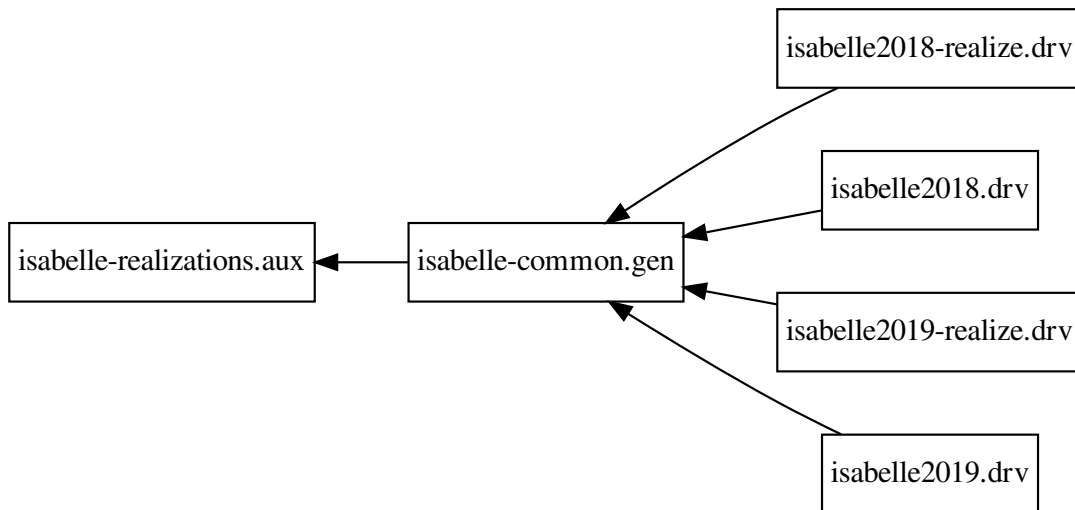 isabelle2018-realize.drv
isabelle2018.drv
isabelle-realizations.aux
isabelle-common.gen
isabelle2019-realize.drv
isabelle2019.drv